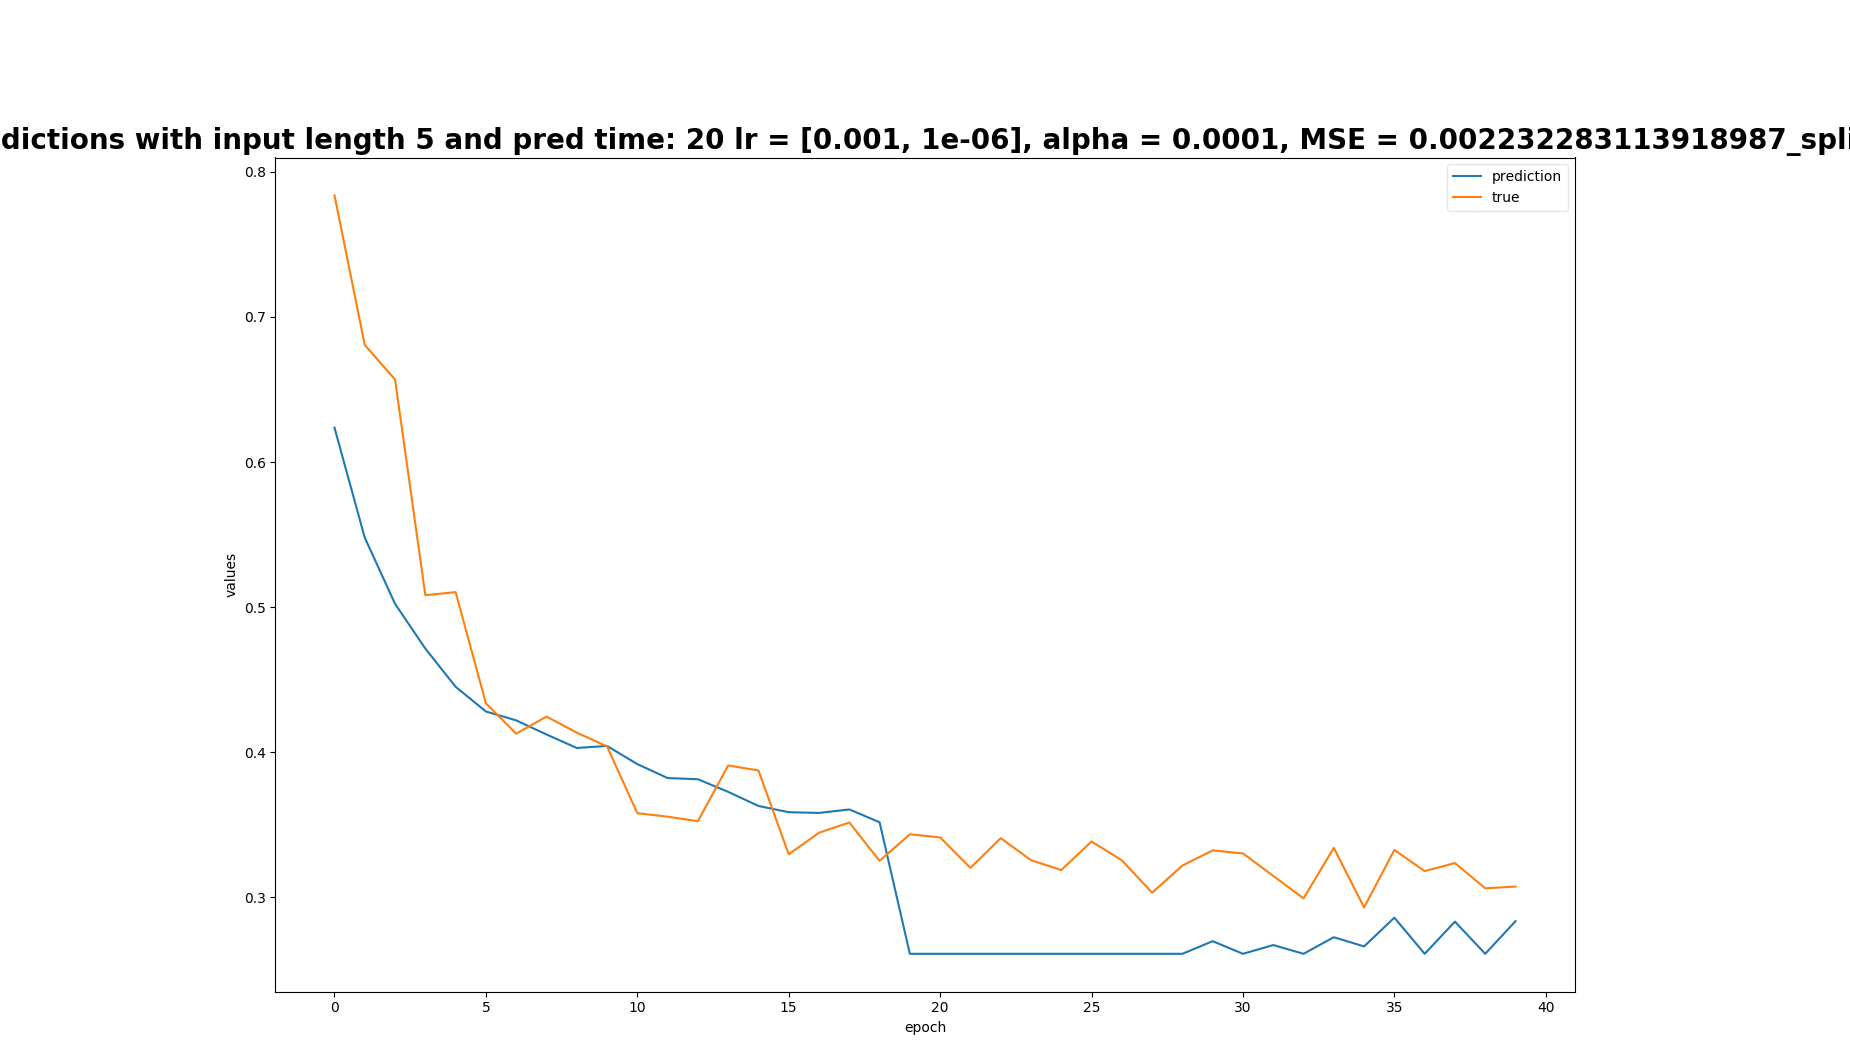 dictions with input length 5 and pred time: 20 lr = [0.001, 1e-06], alpha = 0.0001, MSE = 0.002232283113918987_spli
prediction
true
0.8
0.7
0.6
0.5
0.4
0.3
values
0 5 10 15 20 25 30 35 40
epoch